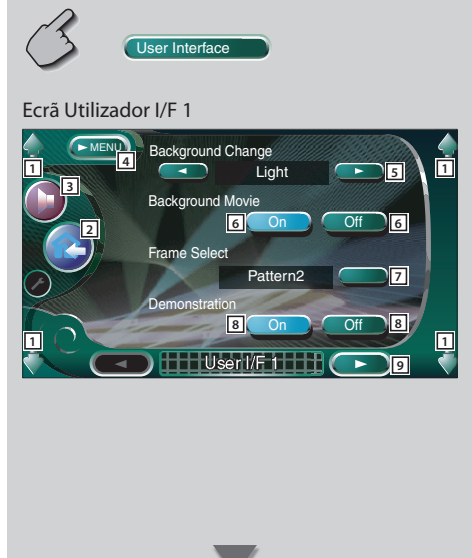 User Interface
Ecrã Utilizador I/F 1
►MENU
4
1
1
Background Change
3
◄ Light ► 5
Background Movie
2
6 On Off 6
Frame Select
Pattern2 7
Demonstration
8 On Off 8
1
1
◄ User I/F 1 ► 9